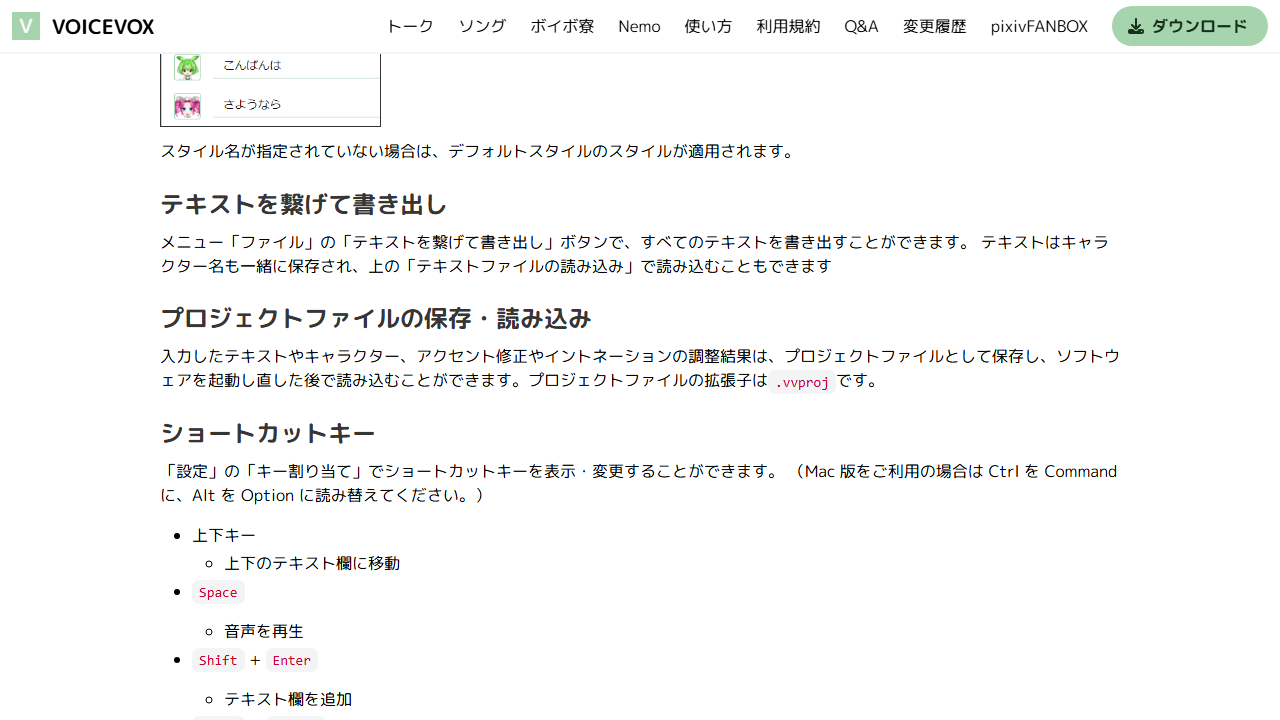 V VOICEVOX トーク ソング ボイボ寮 Nemo 使い方 利用規約 Q&A 変更履歴 pixivFANBOX ダウンロード
こんばんは
さようなら
スタイル名が指定されていない場合は、デフォルトスタイルのスタイルが適用されます。
テキストを繋げて書き出し
メニュー「ファイル」の「テキストを繋げて書き出し」ボタンで、すべてのテキストを書き出すことができます。 テキストはキャラ
クター名も一緒に保存され、上の「テキストファイルの読み込み」で読み込むこともできます
プロジェクトファイルの保存・読み込み
入力したテキストやキャラクター、アクセント修正やイントネーションの調整結果は、プロジェクトファイルとして保存し、ソフトウ
ェアを起動し直した後で読み込むことができます。プロジェクトファイルの拡張子は .vvproj です。
ショートカットキー
「設定」の「キー割り当て」でショートカットキーを表示・変更することができます。 （Mac 版をご利用の場合は Ctrl を Command
に、Alt を Option に読み替えてください。）
上下キー
上下のテキスト欄に移動
Space
音声を再生
Shift + Enter
テキスト欄を追加